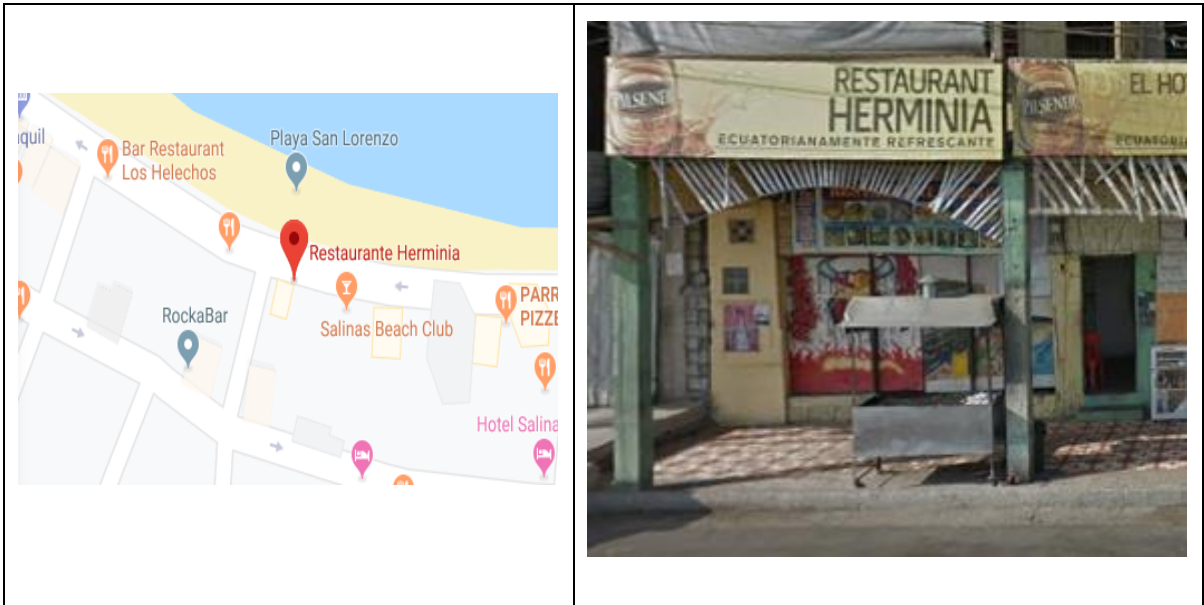 quil
Bar Restaurant
Los Helechos
Playa San Lorenzo
Restaurante Herminia
RockaBar
Salinas Beach Club
PARR
PIZZE
Hotel Salina
PILSENER
RESTAURANT
HERMINIA
ECUATORIANAMENTE REFRESCANTE
PILSENER
EL HO
ECUATORIA